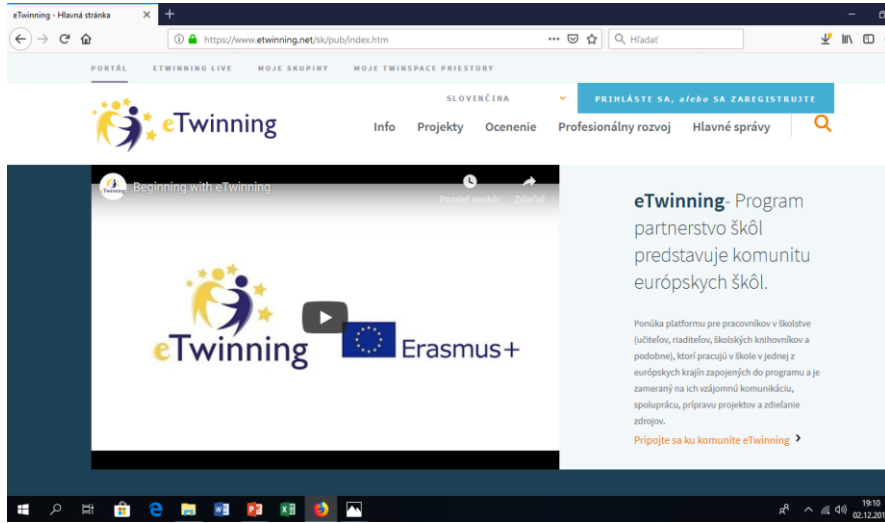 eTwinning - Hlavná stránka
https://www.etwinning.net/sk/pub/index.htm
Hľadať
PORTÁL ETWINNING LIVE MOJE SKUPINY MOJE TWINSPACE PRIESTORY
SLOVENČINA
PRIHLÁSTE SA, alebo SA ZAREGISTRUJTE
eTwinning
Info Projekty Ocenenie Profesionálny rozvoj Hlavné správy
eTwinning
Beginning with eTwinning
Pozrieť neskôr Zdieľať
eTwinning
Erasmus+
eTwinning- Program
partnerstvo škôl
predstavuje komunitu
európskych škôl.
Ponúka platformu pre pracovníkov v školstve
(učiteľov, riaditeľov, školských knihovníkov a
podobne), ktorí pracujú v škole v jednej z
európskych krajín zapojených do programu a je
zameraný na ich vzájomnú komunikáciu,
spoluprácu, prípravu projektov a zdieľanie
zdrojov.
Pripojte sa ku komunite eTwinning
19:10
02.12.201